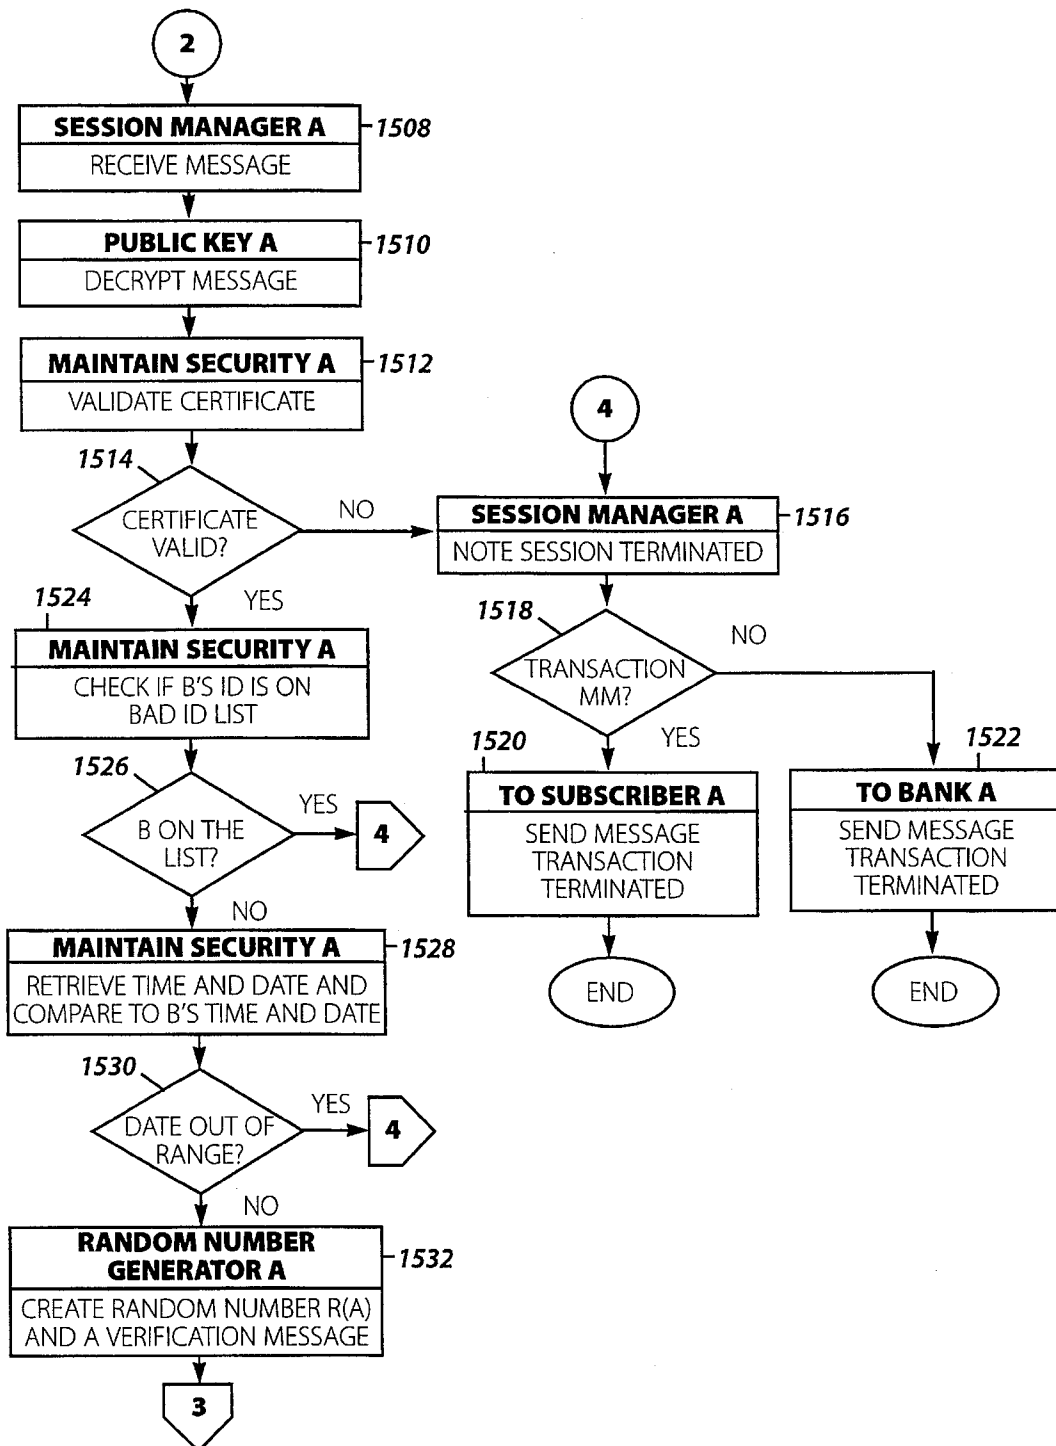 2
SESSION MANAGER A
1508
RECEIVE MESSAGE
PUBLIC KEY A
1510
DECRYPT MESSAGE
MAINTAIN SECURITY A
1512
VALIDATE CERTIFICATE
1514
CERTIFICATE
VALID?
NO
YES
4
SESSION MANAGER A
1516
NOTE SESSION TERMINATED
1518
TRANSACTION
MM?
NO
YES
1520
TO SUBSCRIBER A
SEND MESSAGE
TRANSACTION
TERMINATED
END
1522
TO BANK A
SEND MESSAGE
TRANSACTION
TERMINATED
END
1524
MAINTAIN SECURITY A
CHECK IF B'S ID IS ON
BAD ID LIST
1526
B ON THE
LIST?
YES
4
NO
MAINTAIN SECURITY A
1528
RETRIEVE TIME AND DATE AND
COMPARE TO B'S TIME AND DATE
1530
DATE OUT OF
RANGE?
YES
4
NO
RANDOM NUMBER
GENERATOR A
1532
CREATE RANDOM NUMBER R(A)
AND A VERIFICATION MESSAGE
3